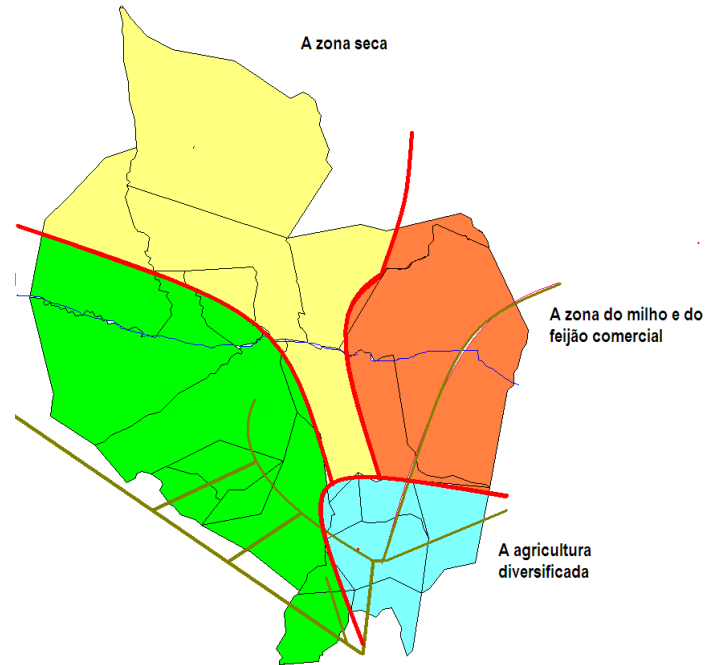 A zona seca
A zona do milho e do
feijão comercial
A agricultura
diversificada